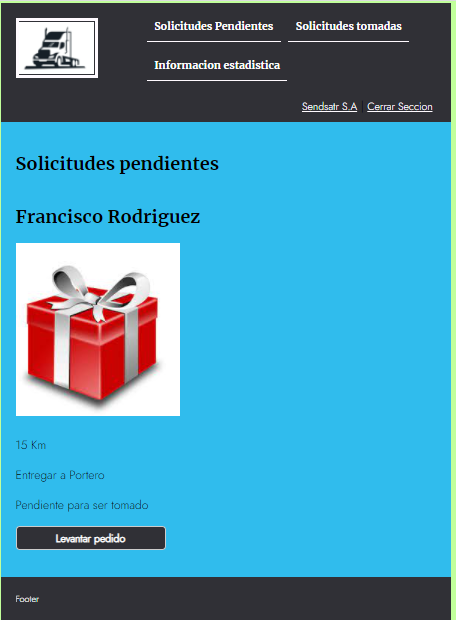 Solicitudes Pendientes Solicitudes tomadas
Informacion estadistica
Sendsatr S.A | Cerrar Seccion
Solicitudes pendientes
Francisco Rodriguez
15 Km
Entregar a Portero
Pendiente para ser tomado
Levantar pedido
Footer